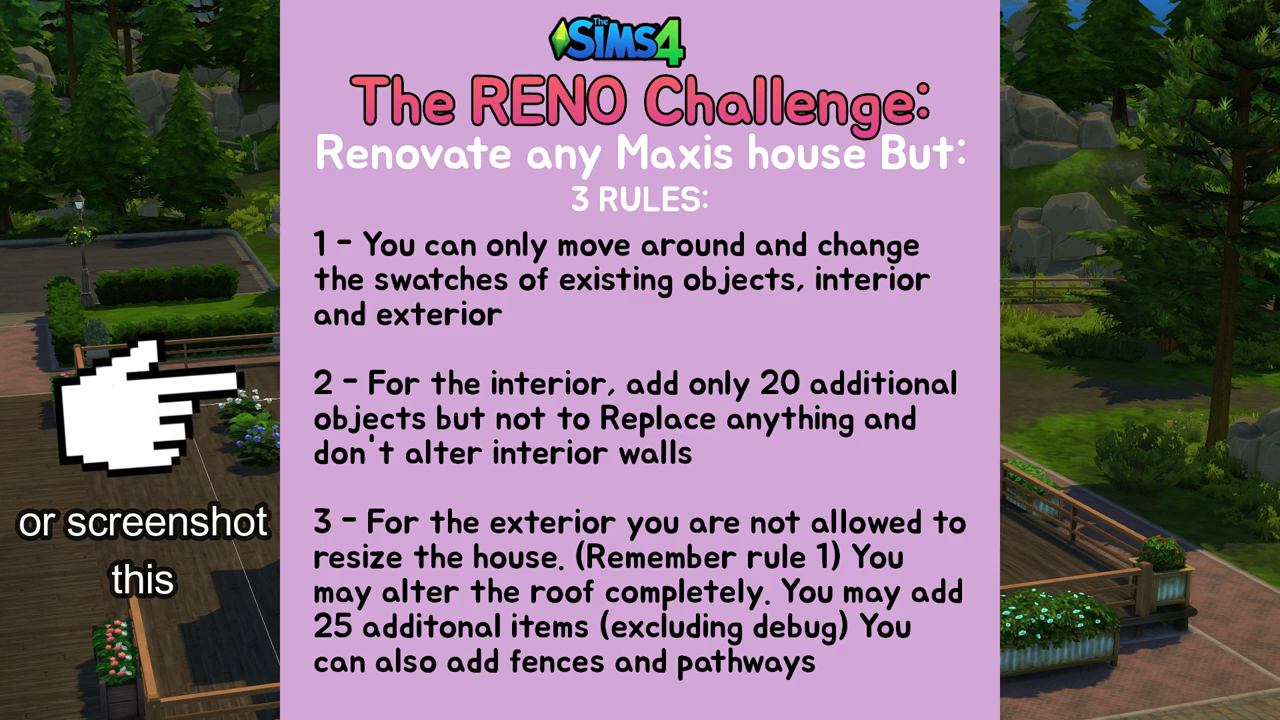 The Sims 4
The RENO Challenge:
Renovate any Maxis house But:
3 RULES:
1 - You can only move around and change
the swatches of existing objects, interior
and exterior
2 - For the interior, add only 20 additional
objects but not to Replace anything and
don't alter interior walls
3 - For the exterior you are not allowed to
resize the house. (Remember rule 1) You
may alter the roof completely. You may add
25 additonal items (excluding debug) You
can also add fences and pathways
or screenshot
this